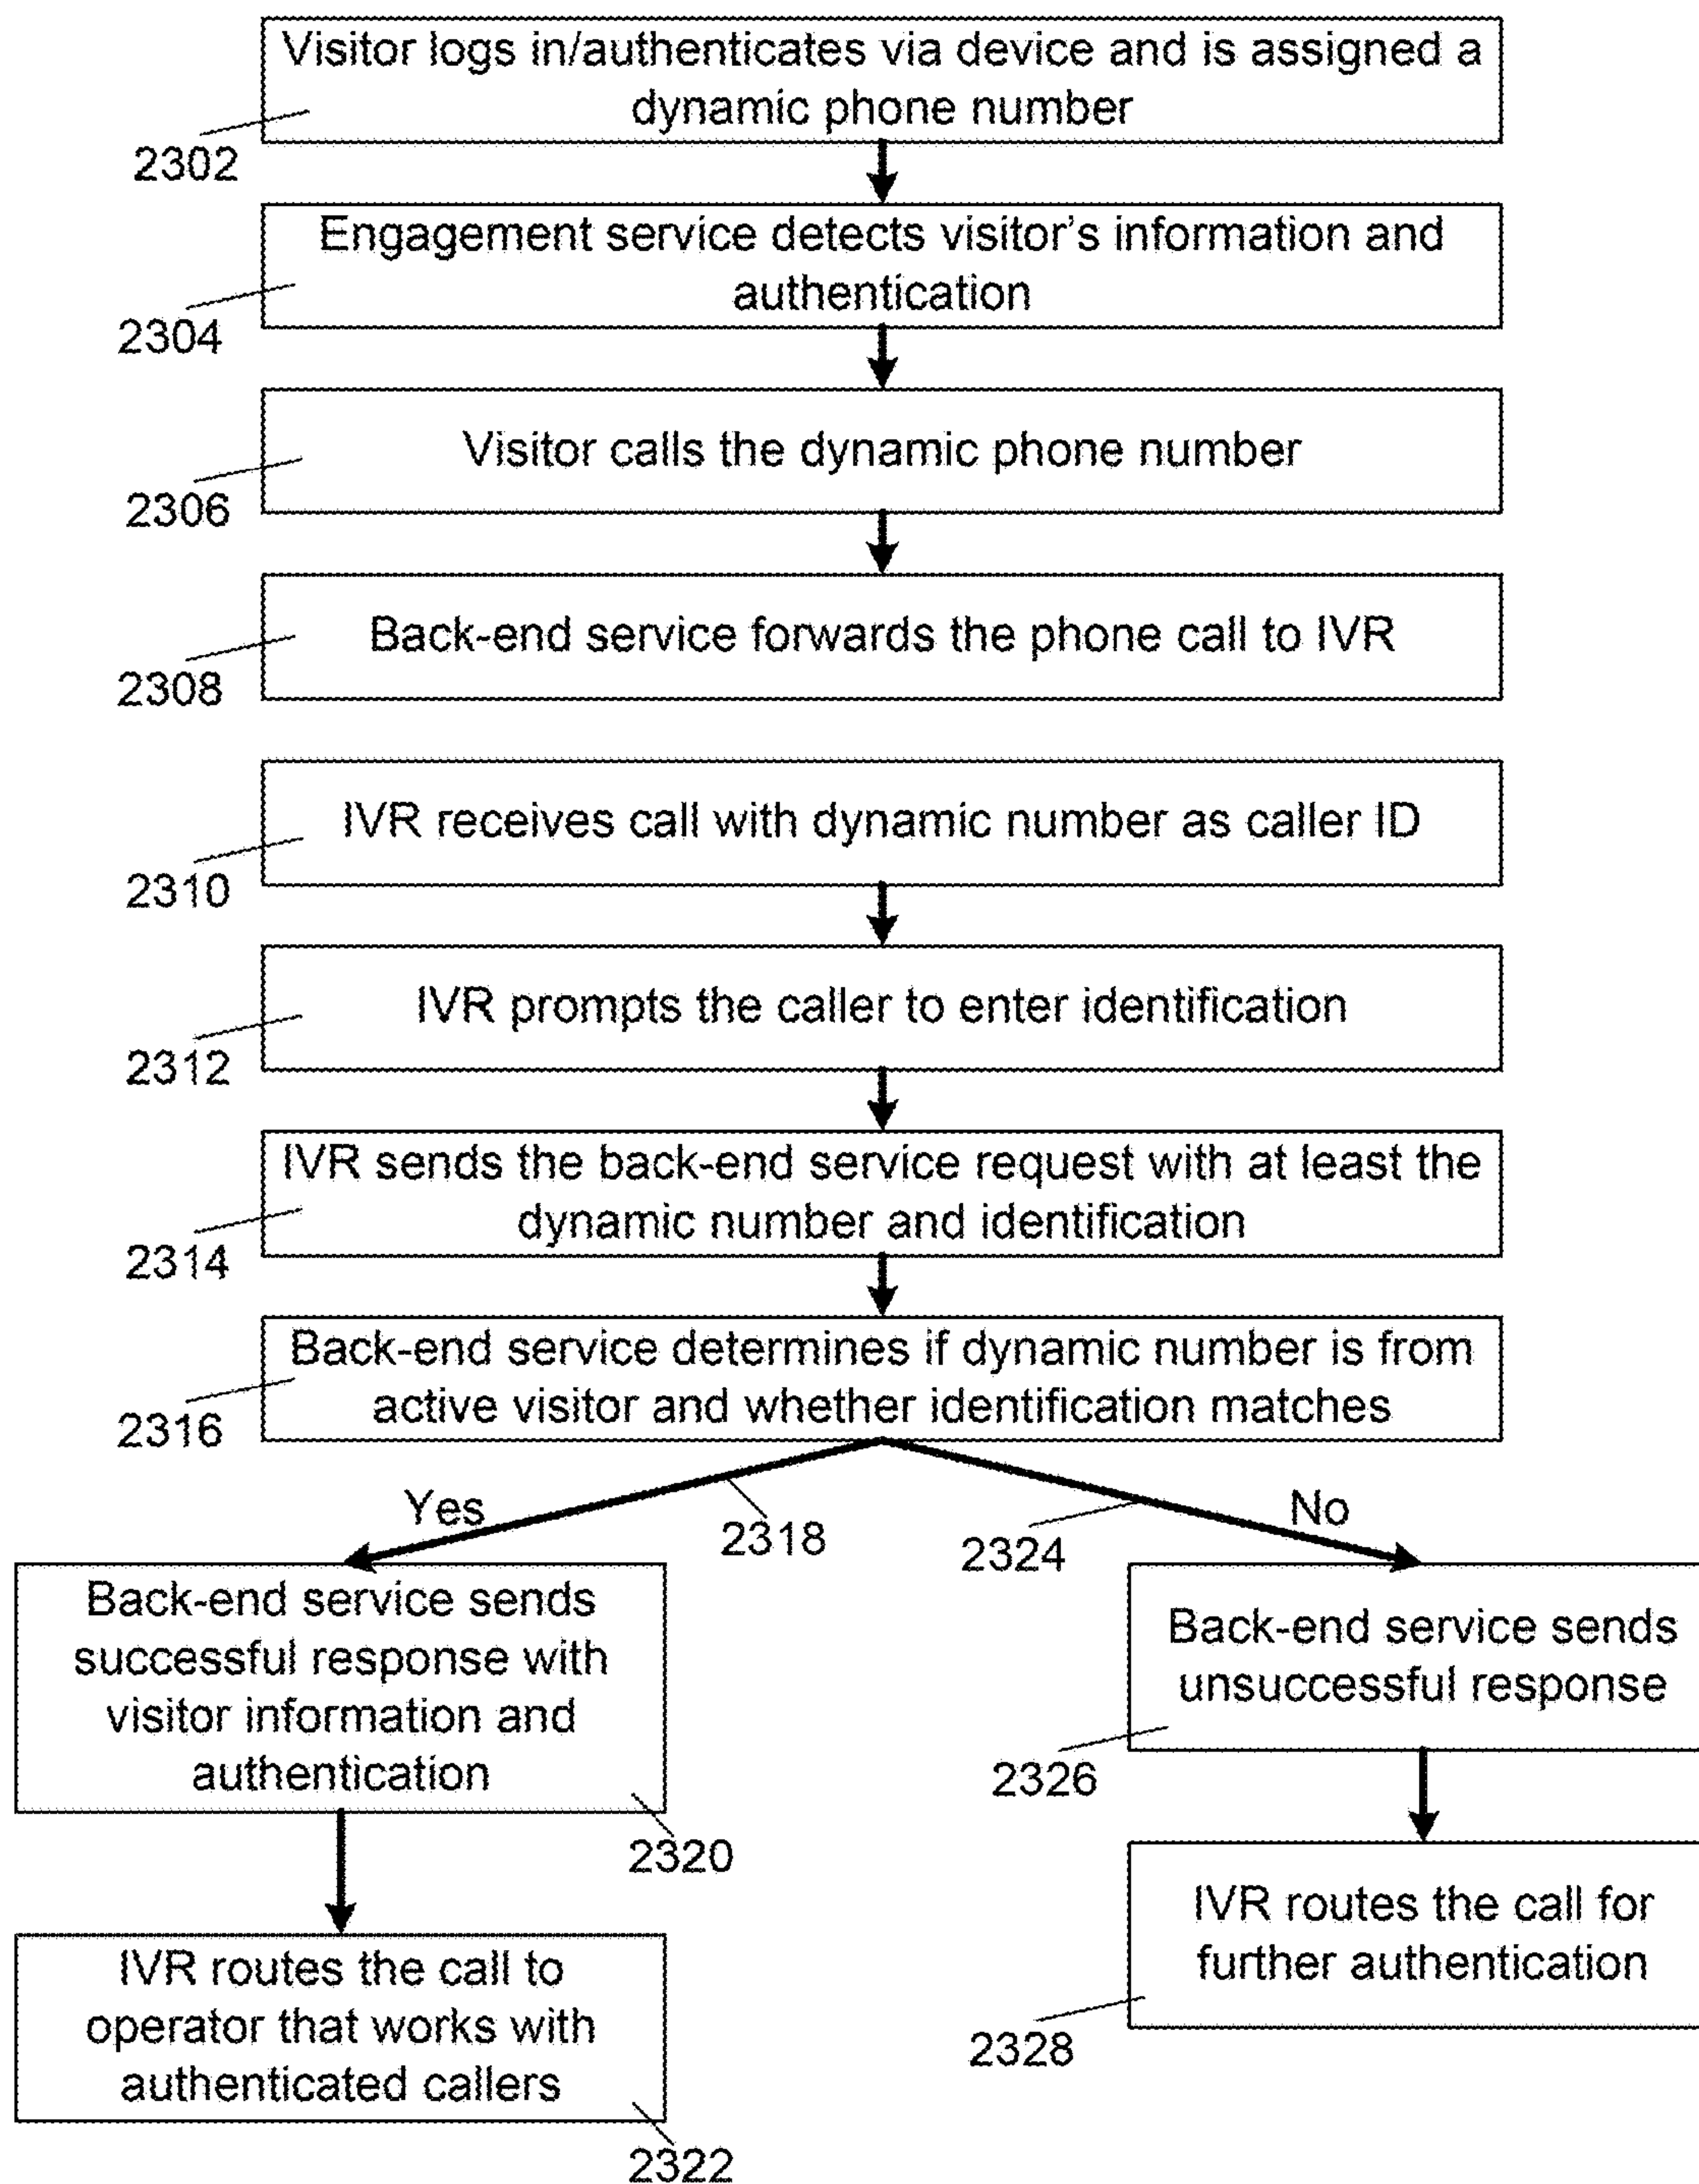 Visitor logs in/authenticates via device and is assigned a
dynamic phone number
2302
Engagement service detects visitor's information and
authentication
2304
Visitor calls the dynamic phone number
2306
Back-end service forwards the phone call to IVR
2308
IVR receives call with dynamic number as caller ID
2310
IVR prompts the caller to enter identification
2312
IVR sends the back-end service request with at least the
dynamic number and identification
2314
Back-end service determines if dynamic number is from
active visitor and whether identification matches
2316
Yes
2318
2324
No
Back-end service sends
successful response with
visitor information and
authentication
2320
Back-end service sends
unsuccessful response
2326
IVR routes the call to
operator that works with
authenticated callers
2322
IVR routes the call for
further authentication
2328